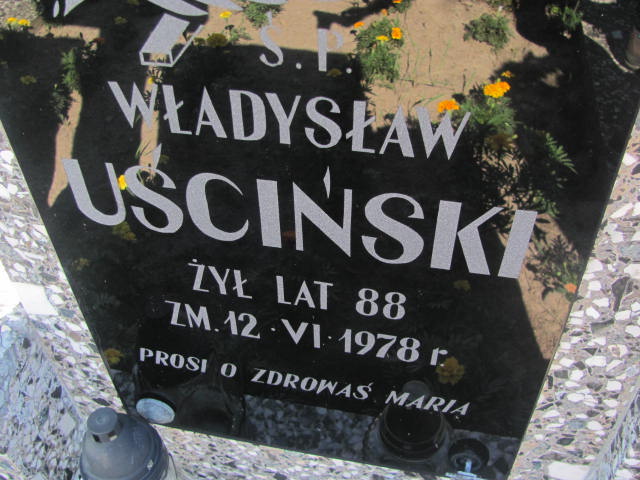 Ś.P.
WŁADYSŁAW
UŚCIŃSKI
ŻYŁ LAT 88
ZM. 12·VI·1978 r.
PROSI O ZDROWAŚ MARIA